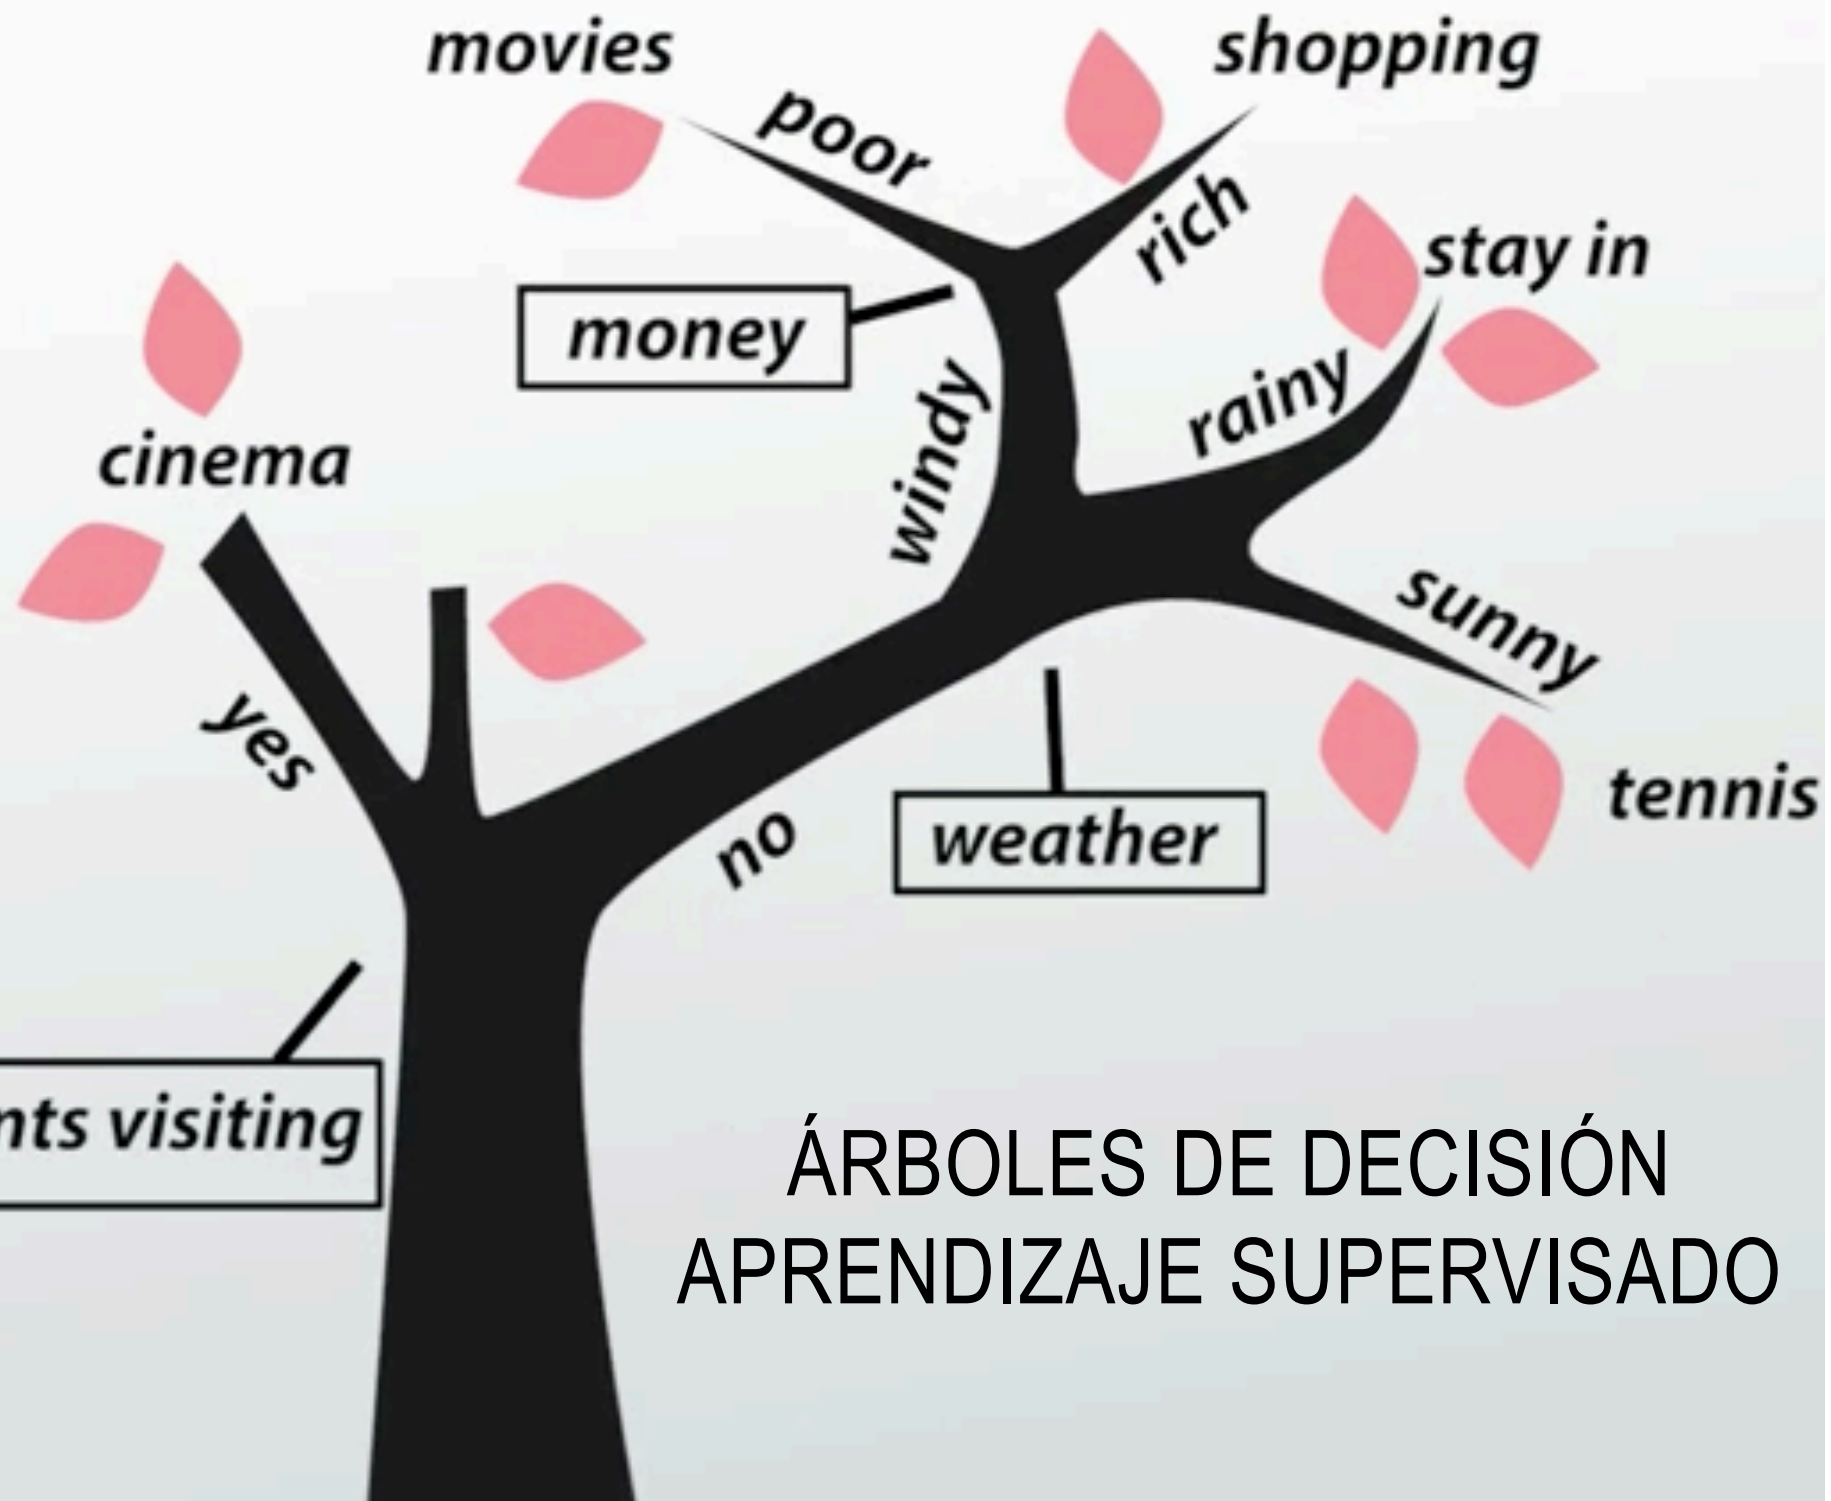 movies
shopping
poor
rich
stay in
money
rainy
windy
cinema
sunny
yes
tennis
no
weather
visiting
ÁRBOLES DE DECISIÓN
APRENDIZAJE SUPERVISADO